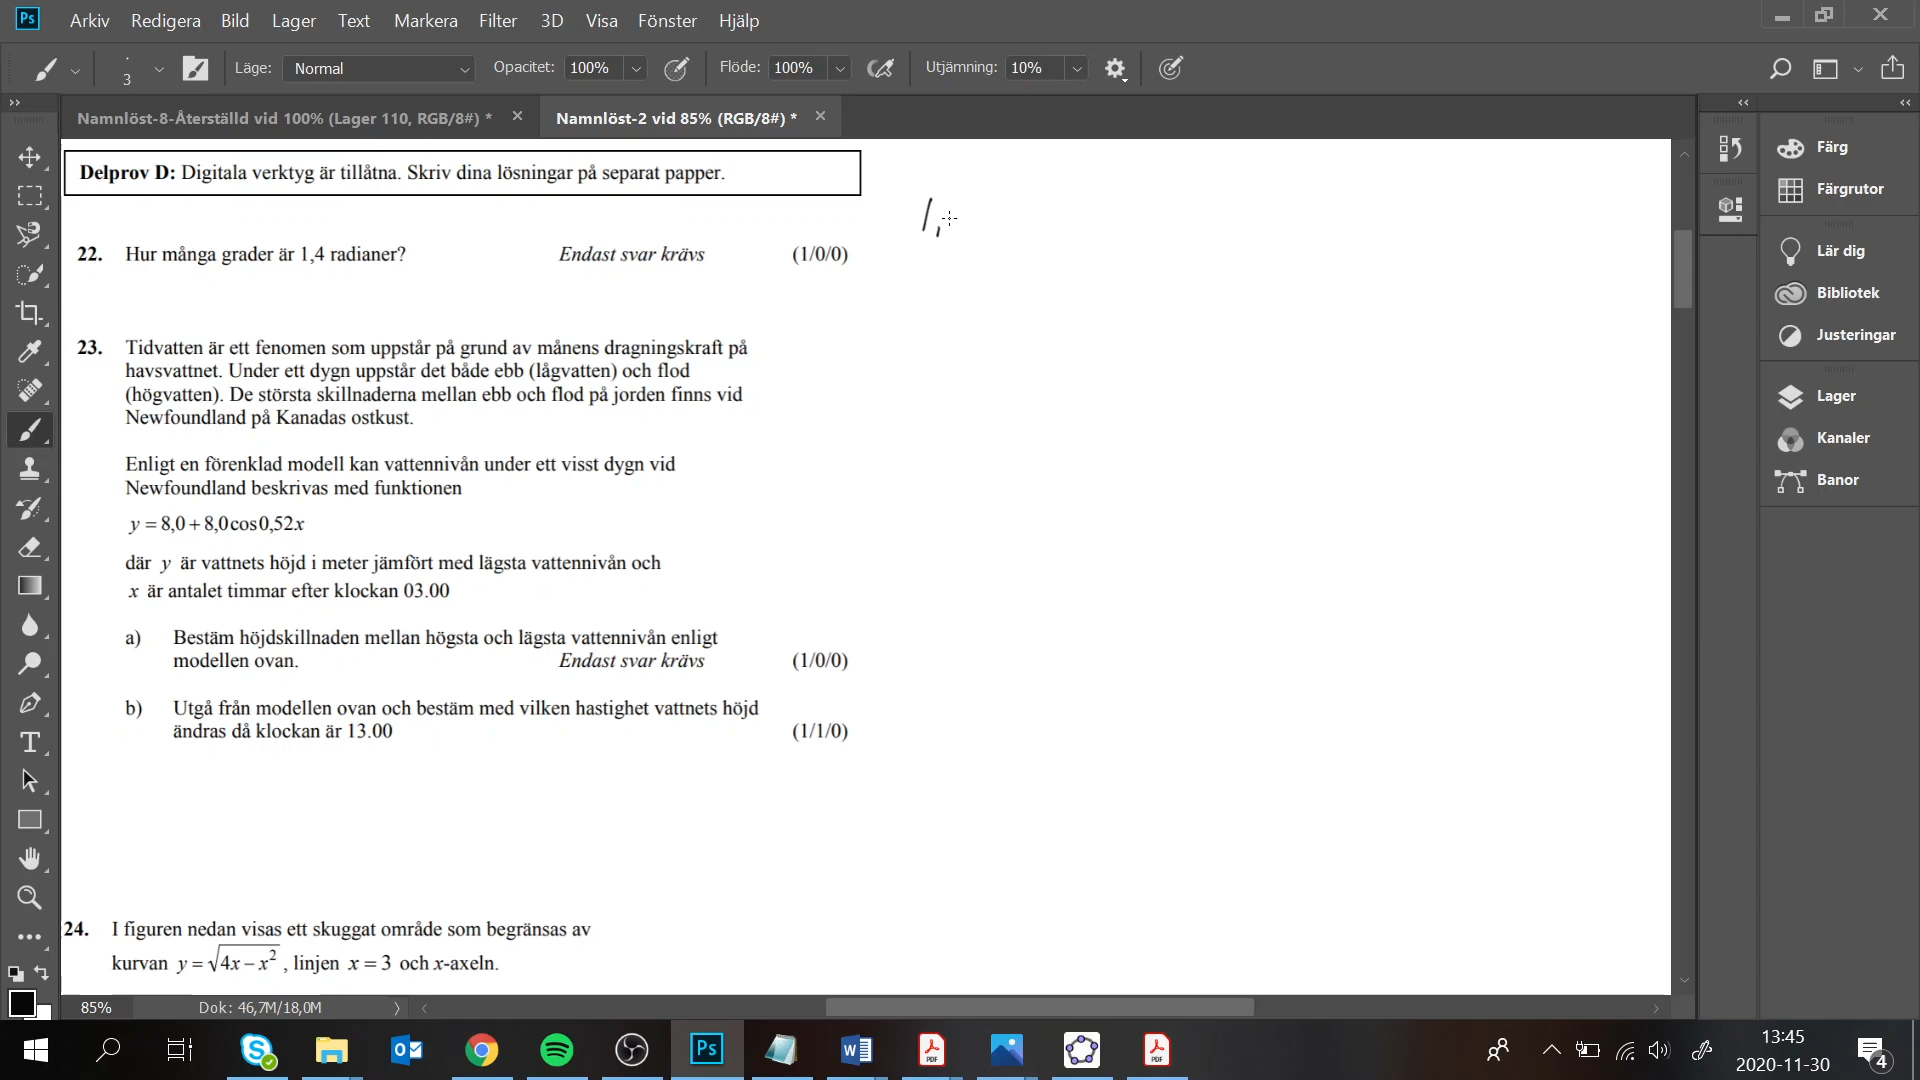 Ps Arkiv Redigera Bild Lager Text Markera Filter 3D Visa Fönster Hjälp
3 Läge: Normal Opacitet: 100% Flöde: 100% Utjämning: 10%
Namnlöst-8-Återställd vid 100% (Lager 110, RGB/8#) * Namnlöst-2 vid 85% (RGB/8#) *
Delprov D: Digitala verktyg är tillåtna. Skriv dina lösningar på separat papper.
1,
22. Hur många grader är 1,4 radianer? Endast svar krävs (1/0/0)
23. Tidvatten är ett fenomen som uppstår på grund av månens dragningskraft på
havsvattnet. Under ett dygn uppstår det både ebb (lågvatten) och flod
(högvatten). De största skillnaderna mellan ebb och flod på jorden finns vid
Newfoundland på Kanadas ostkust.
Enligt en förenklad modell kan vattennivån under ett visst dygn vid
Newfoundland beskrivas med funktionen
y = 8,0 + 8,0 cos 0,52x
där y är vattnets höjd i meter jämfört med lägsta vattennivån och
x är antalet timmar efter klockan 03.00
a) Bestäm höjdskillnaden mellan högsta och lägsta vattennivån enligt
modellen ovan. Endast svar krävs (1/0/0)
b) Utgå från modellen ovan och bestäm med vilken hastighet vattnets höjd
ändras då klockan är 13.00 (1/1/0)
24. I figuren nedan visas ett skuggat område som begränsas av
kurvan y = √(4x − x²) , linjen x = 3 och x-axeln.
Färg
Färgrutor
Lär dig
Bibliotek
Justeringar
Lager
Kanaler
Banor
85% Dok: 46,7M/18,0M
13:45
2020-11-30
4